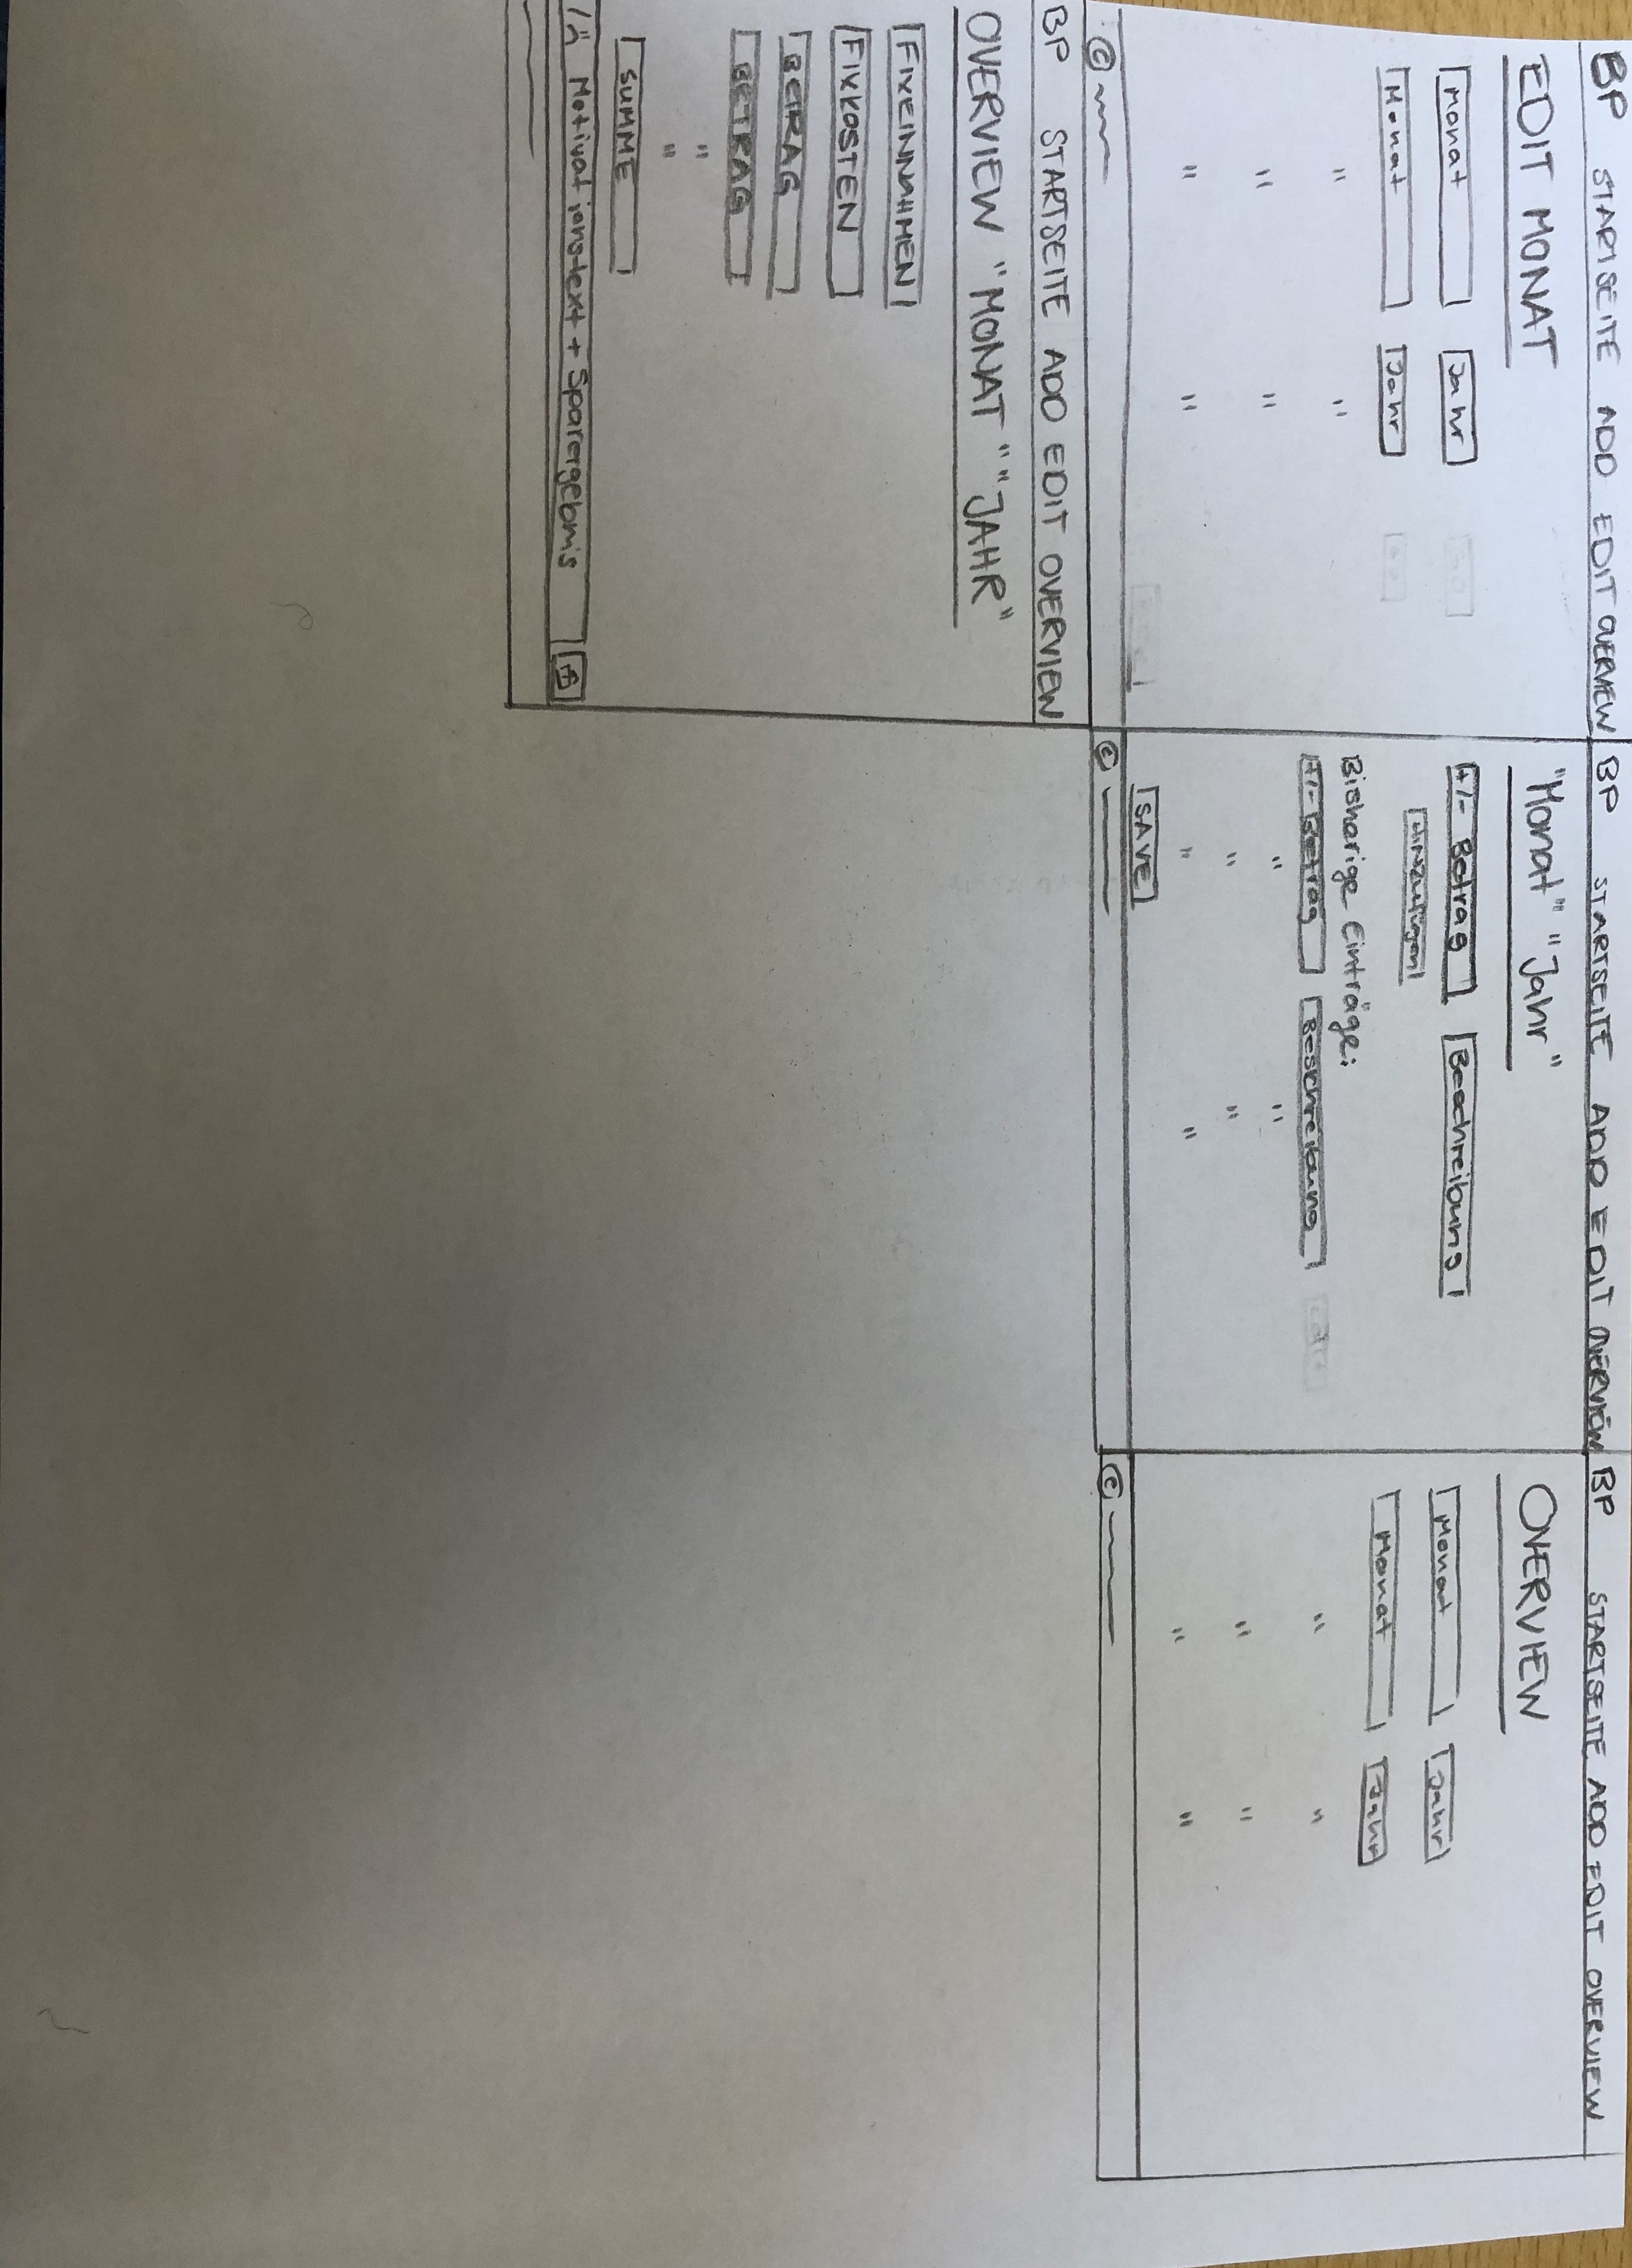 BP STARTSEITE ADD EDIT OVERVIEW
EDIT MONAT
Monat Jahr
Monat Jahr
" "
" "
" "
©
BP STARTSEITE ADD EDIT OVERVIEW
"Monat" "Jahr"
+/- Betrag Beschreibung
Hinzufügen
Bisherige Einträge:
+/- Betrag Beschreibung
" "
" "
" "
SAVE
©
BP STARTSEITE ADD EDIT OVERVIEW
OVERVIEW
Monat Jahr
Monat Jahr
" "
" "
" "
©
BP STARTSEITE ADD EDIT OVERVIEW
OVERVIEW "MONAT" "JAHR"
FIXEINNAHMEN
FIXKOSTEN
BETRAG
BETRAG
"
"
SUMME
Motivationstext + Sparergebnis